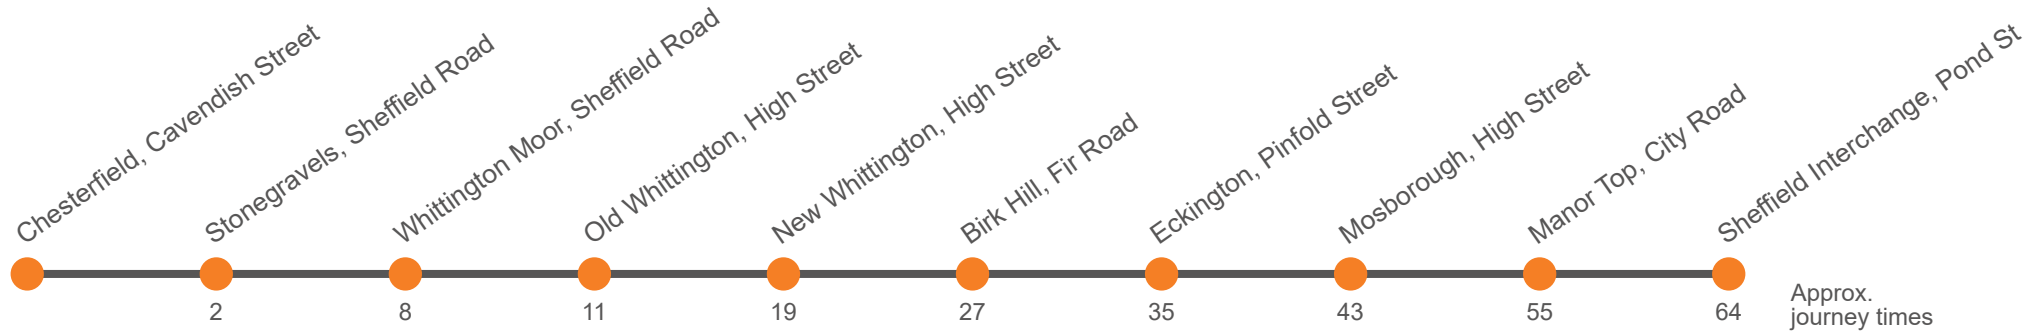 Chesterfield, Cavendish Street
Stonegravels, Sheffield Road
Whittington Moor, Sheffield Road
Old Whittington, High Street
New Whittington, High Street
Birk Hill, Fir Road
Eckington, Pinfold Street
Mosborough, High Street
Manor Top, City Road
Sheffield Interchange, Pond St
2
8
11
19
27
35
43
55
64
Approx.
journey times